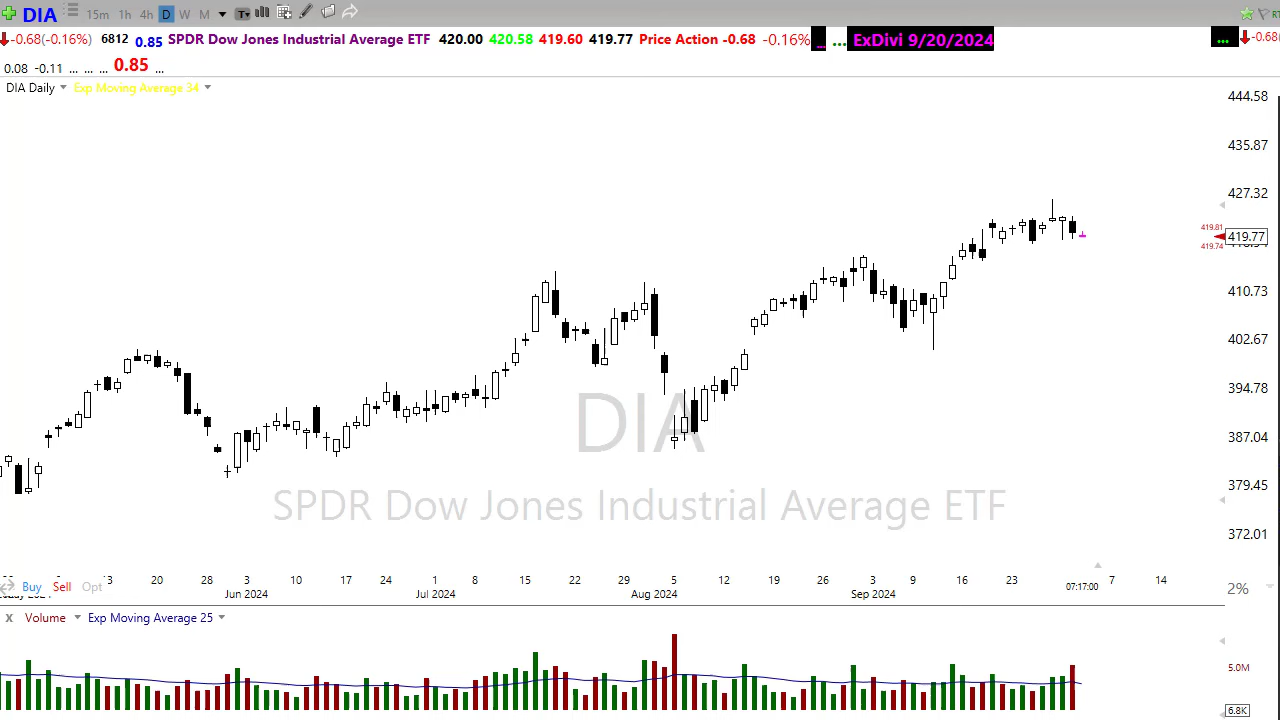 DIA 15m 1h 4h D W M T
-0.68(-0.16%) 6812 0.85 SPDR Dow Jones Industrial Average ETF 420.00 420.58 419.60 419.77 Price Action -0.68 -0.16% ... ... ExDivi 9/20/2024 ... -0.68(
0.08 -0.11 ... ... ... 0.85 ...
DIA Daily Exp Moving Average 34
444.58
435.87
427.32
419.81
419.77
419.74
410.73
402.67
394.78
387.04
379.45
372.01
DIA
SPDR Dow Jones Industrial Average ETF
20 28 3 10 17 24 1 8 15 22 29 5 12 19 26 3 9 16 23 7 14
Buy Sell Opt 07:17:00 2%
Jun 2024 Jul 2024 Aug 2024 Sep 2024
X Volume Exp Moving Average 25
5.0M
6.8K